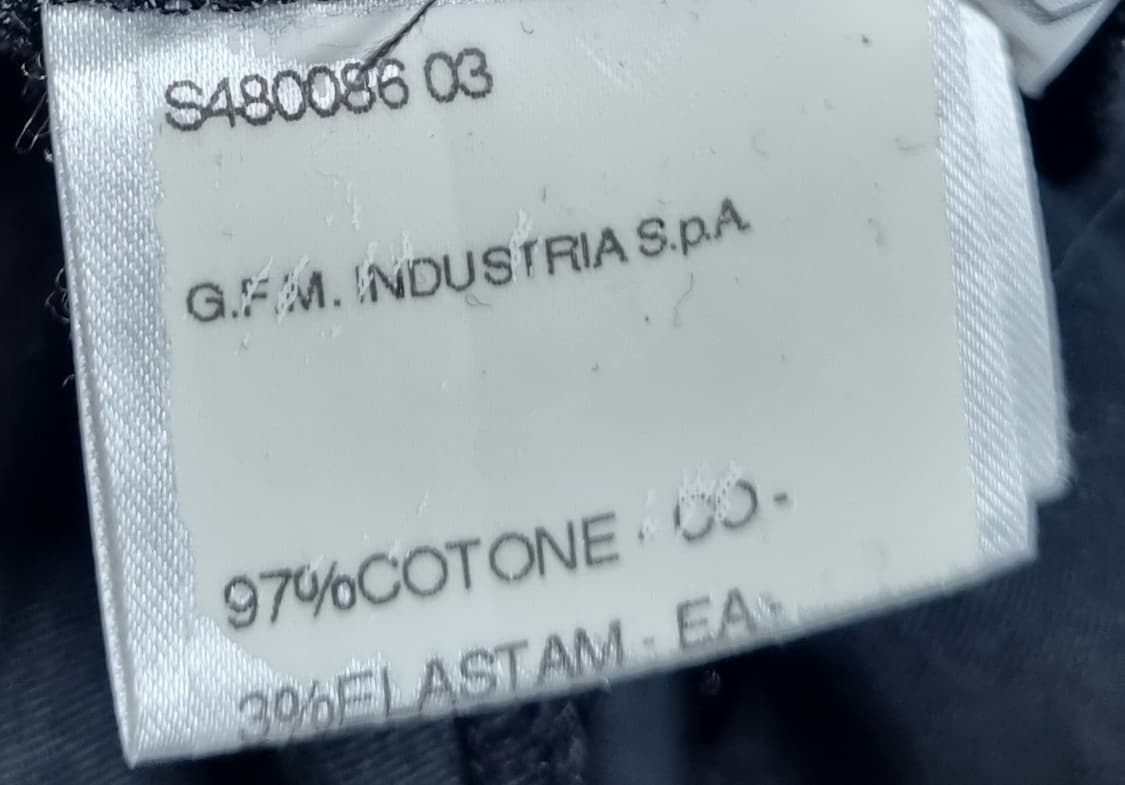 S480086 03
G.F.M. INDUSTRIA S.p.A.
97%COTONE - CO -
3%ELASTAM - EA-